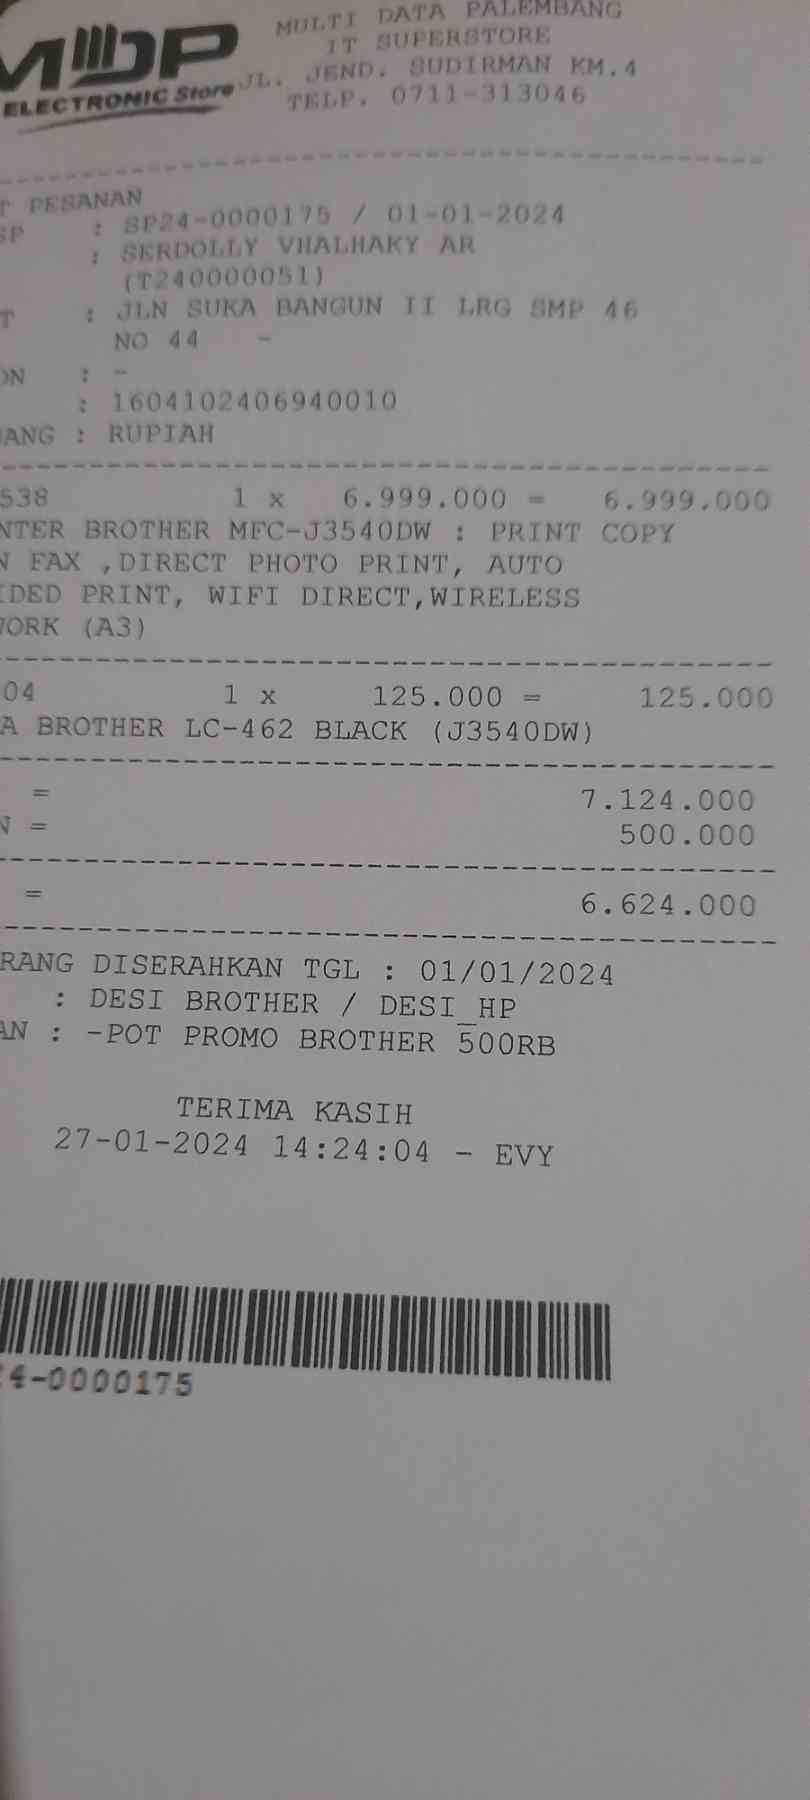 MDP
ELECTRONIC Store
MULTI DATA PALEMBANG
IT SUPERSTORE
JL. JEND. SUDIRMAN KM.4
TELP. 0711-313046
T PESANAN
SP : SP24-0000175 / 01-01-2024
: SERDOLLY VHALHAKY AR
(T240000051)
T : JLN SUKA BANGUN II LRG SMP 46
NO 44 -
ON : -
: 1604102406940010
UANG : RUPIAH
538 1 x 6.999.000 = 6.999.000
NTER BROTHER MFC-J3540DW : PRINT COPY
N FAX ,DIRECT PHOTO PRINT, AUTO
IDED PRINT, WIFI DIRECT,WIRELESS
WORK (A3)
04 1 x 125.000 = 125.000
A BROTHER LC-462 BLACK (J3540DW)
= 7.124.000
N = 500.000
= 6.624.000
RANG DISERAHKAN TGL : 01/01/2024
: DESI BROTHER / DESI_HP
AN : -POT PROMO BROTHER 500RB
TERIMA KASIH
27-01-2024 14:24:04 - EVY
24-0000175